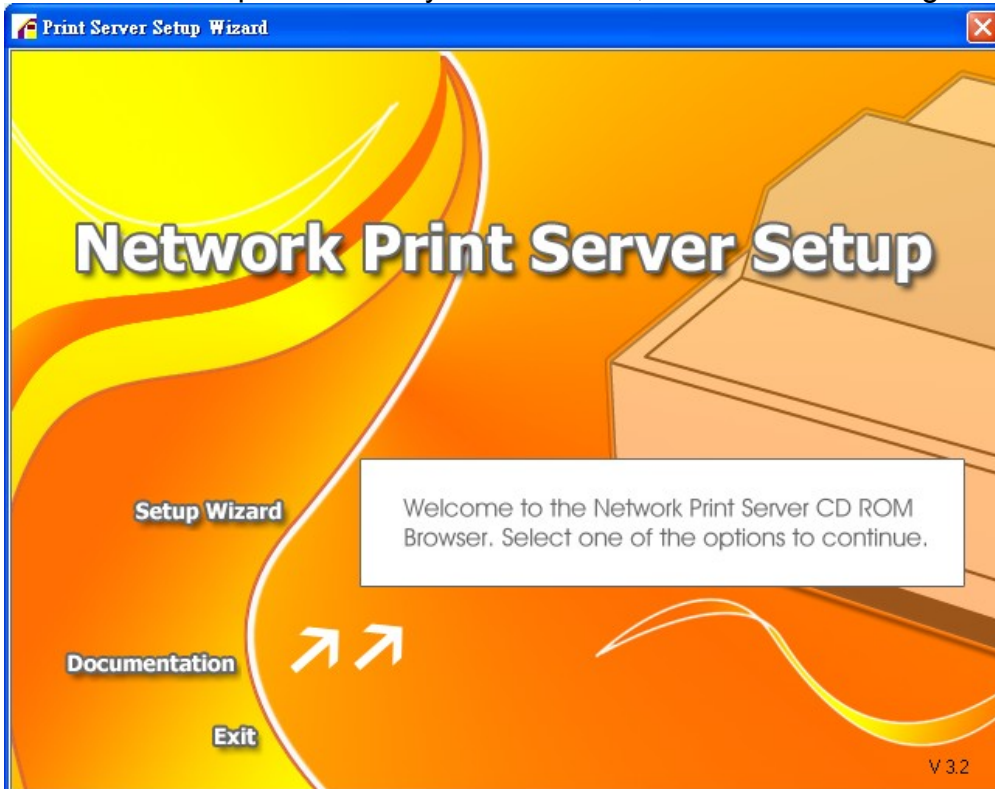 Print Server Setup Wizard
Network Print Server Setup
Setup Wizard
Welcome to the Network Print Server CD ROM
Browser. Select one of the options to continue.
Documentation
Exit
V 3.2